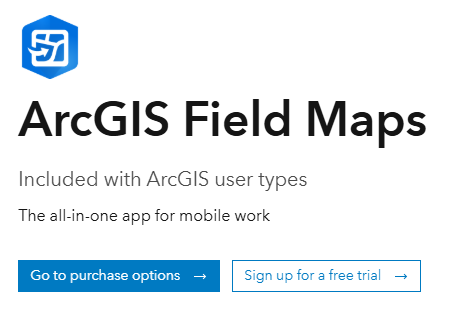 ArcGIS Field Maps
Included with ArcGIS user types
The all-in-one app for mobile work
Go to purchase options →
Sign up for a free trial →